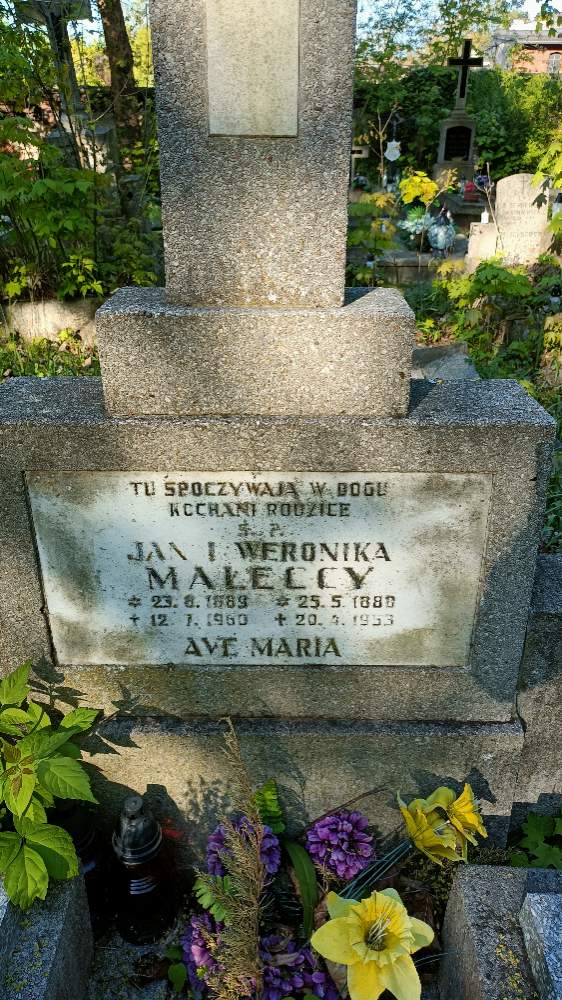 TU SPOCZYWAJĄ W BOGU
KOCHANI RODZICE
Ś. P.
JAN I WERONIKA
MAŁECCY
* 23. 8. 1889 * 25. 5. 1880
✝ 12. 7. 1960 ✝ 20. 4. 1953
AVE MARIA